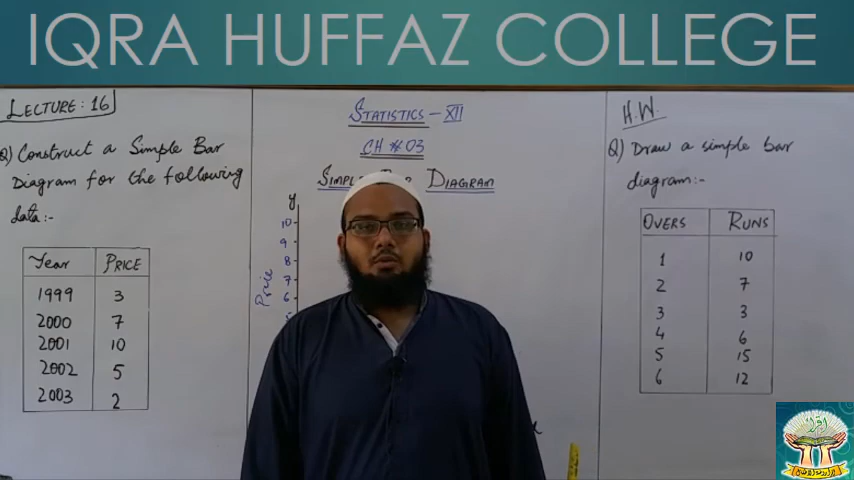 IQRA HUFFAZ COLLEGE
LECTURE: 16
Q) Construct a Simple Bar
Diagram for the following
data:-
Year PRICE
1999 3
2000 7
2001 10
2002 5
2003 2
STATISTICS - XII
CH # 03
SIMPLE DIAGRAM
y
10
9
8
7
6
Price
H.W.
Q) Draw a simple bar
diagram:-
OVERS RUNS
1 10
2 7
3 3
4 6
5 15
6 12